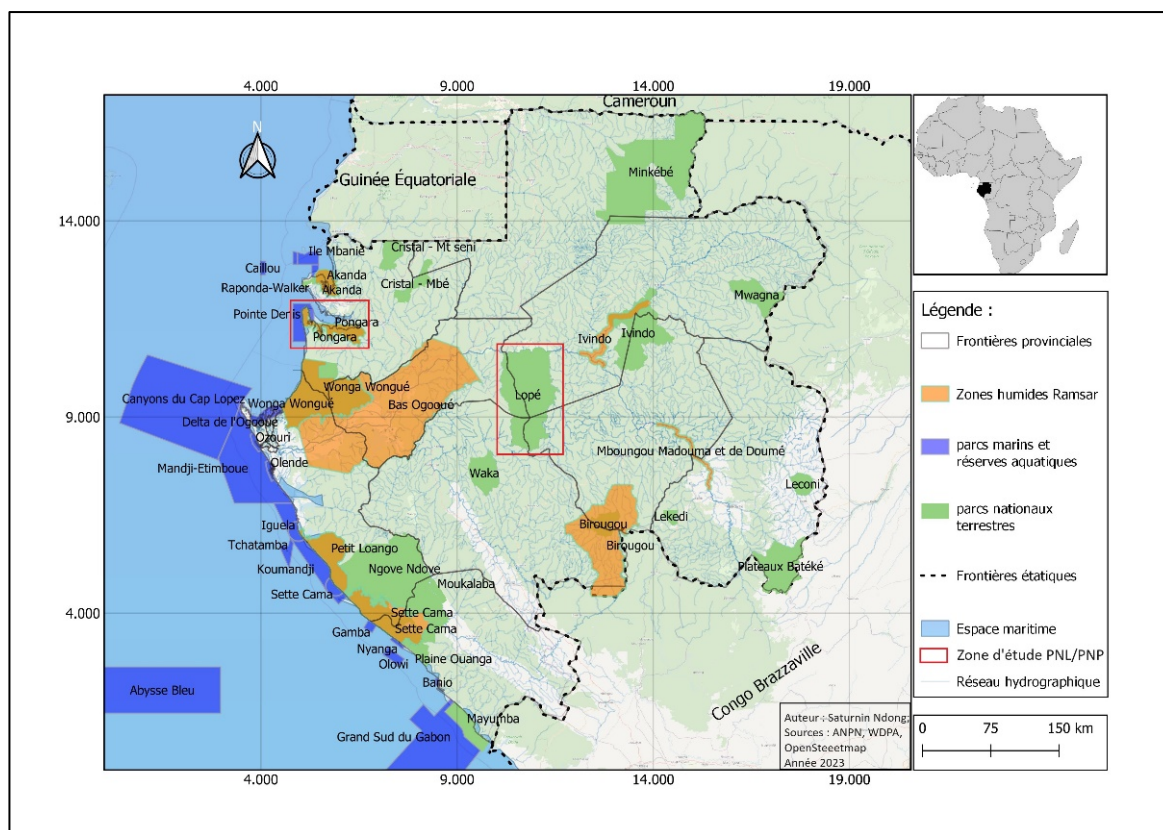 4.000
9.000
14.000
19.000
Cameroun
N
Minkébé
Guinée Équatoriale
14.000
Ile Mbanié
Cristal - Mt seni
Caillou
Akanda
Cristal - Mbé
Raponda-Walker
Akanda
Mwagna
Pointe Denis
Pongara
Pongara
Ivindo
Ivindo
Wonga Wongué
Lopé
Canyons du Cap Lopez
Wonga Wongué
Bas Ogooué
9.000
Delta de l'Ogooué
Ozouri
Mboungou Madouma et de Doumé
Mandji-Etimboue
Olende
Waka
Leconi
Iguela
Birougou
Lekedi
Tchatamba
Petit Loango
Birougou
Koumandji
Ngove Ndove
Plateaux Batéké
Moukalaba
Sette Cama
4.000
Sette Cama
Gamba
Sette Cama
Nyanga
Olowi
Plaine Ouanga
Banio
Abysse Bleu
Congo Brazzaville
Mayumba
Grand Sud du Gabon
Auteur : Saturnin Ndong;
Sources : ANPN, WDPA,
OpenSteeetmap
Année 2023
4.000
9.000
14.000
19.000
Légende :
Frontières provinciales
Zones humides Ramsar
parcs marins et
réserves aquatiques
parcs nationaux
terrestres
Frontières étatiques
Espace maritime
Zone d'étude PNL/PNP
Réseau hydrographique
0
75
150 km